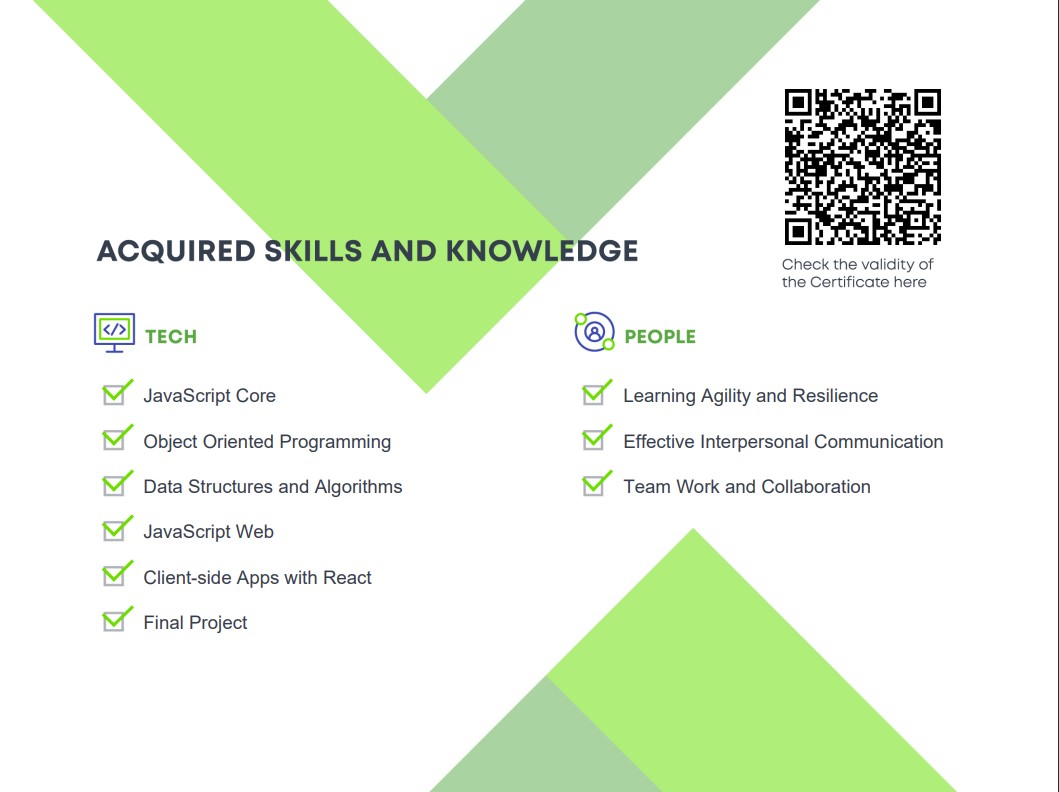 Check the validity of
the Certificate here
ACQUIRED SKILLS AND KNOWLEDGE
</> TECH
JavaScript Core
Object Oriented Programming
Data Structures and Algorithms
JavaScript Web
Client-side Apps with React
Final Project
PEOPLE
Learning Agility and Resilience
Effective Interpersonal Communication
Team Work and Collaboration